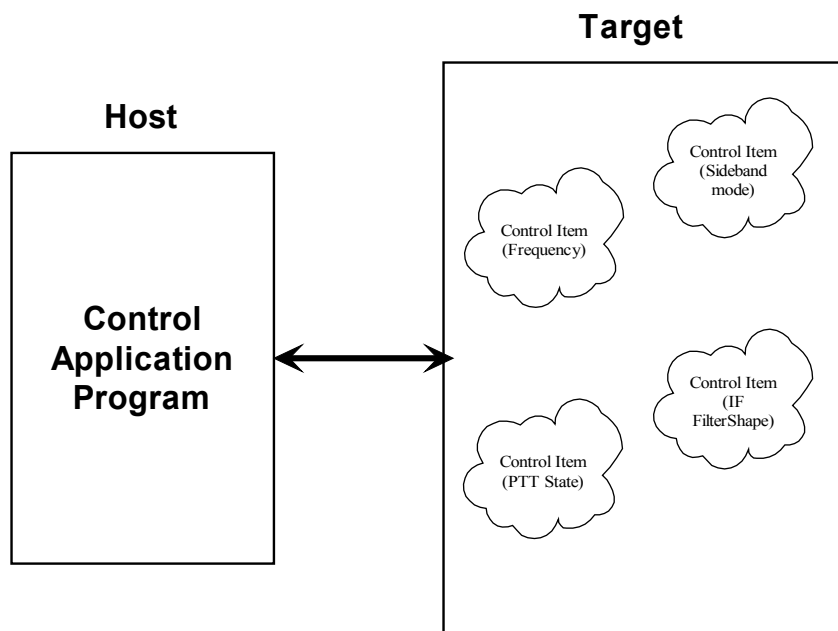 Target
Host
Control Item
(Sideband
mode)
Control Item
(Frequency)
Control
Application
Program
Control Item
(IF
FilterShape)
Control Item
(PTT State)